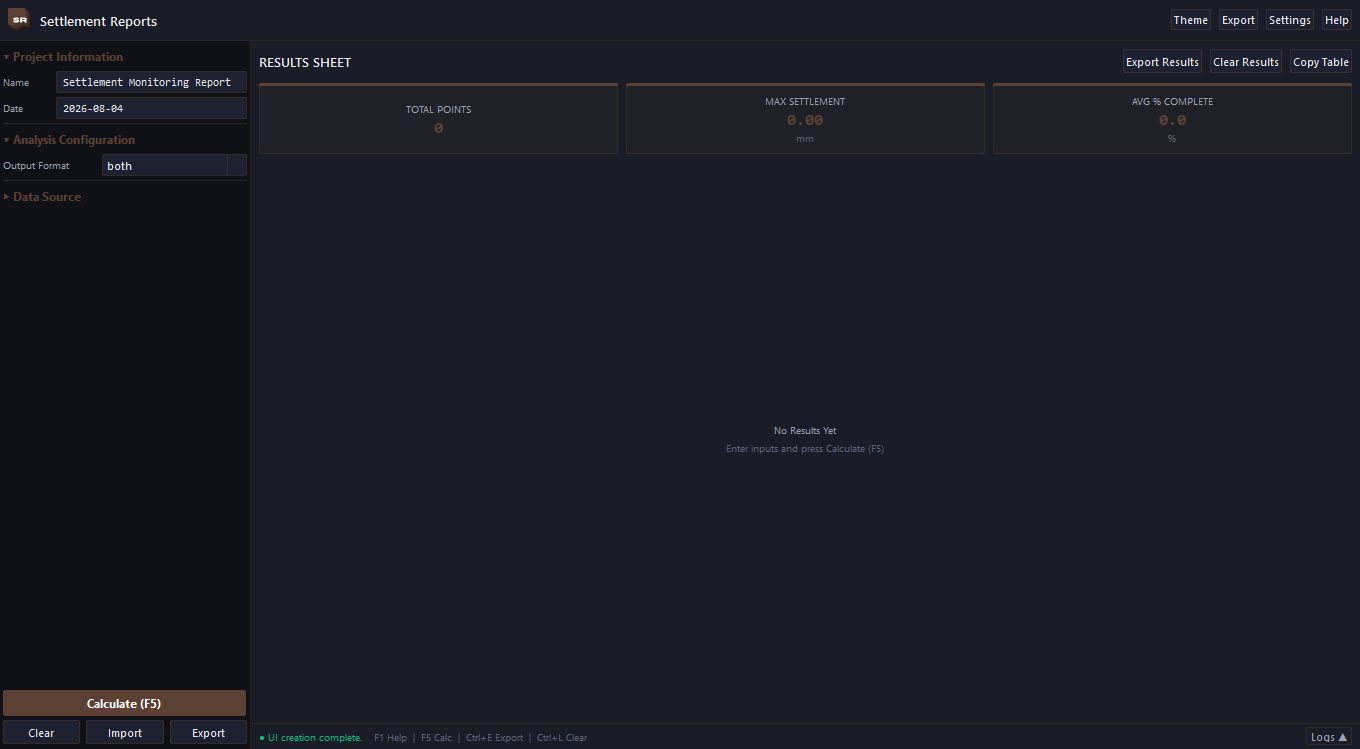 SR Settlement Reports
Theme Export Settings Help
Project Information
Name Settlement Monitoring Report
Date 2026-08-04
Analysis Configuration
Output Format both
Data Source
RESULTS SHEET
Export Results Clear Results Copy Table
TOTAL POINTS
0
MAX SETTLEMENT
0.00
mm
AVG % COMPLETE
0.0
%
No Results Yet
Enter inputs and press Calculate (F5)
Calculate (F5)
Clear Import Export
● UI creation complete. F1 Help | F5 Calc | Ctrl+E Export | Ctrl+L Clear
Logs ▲